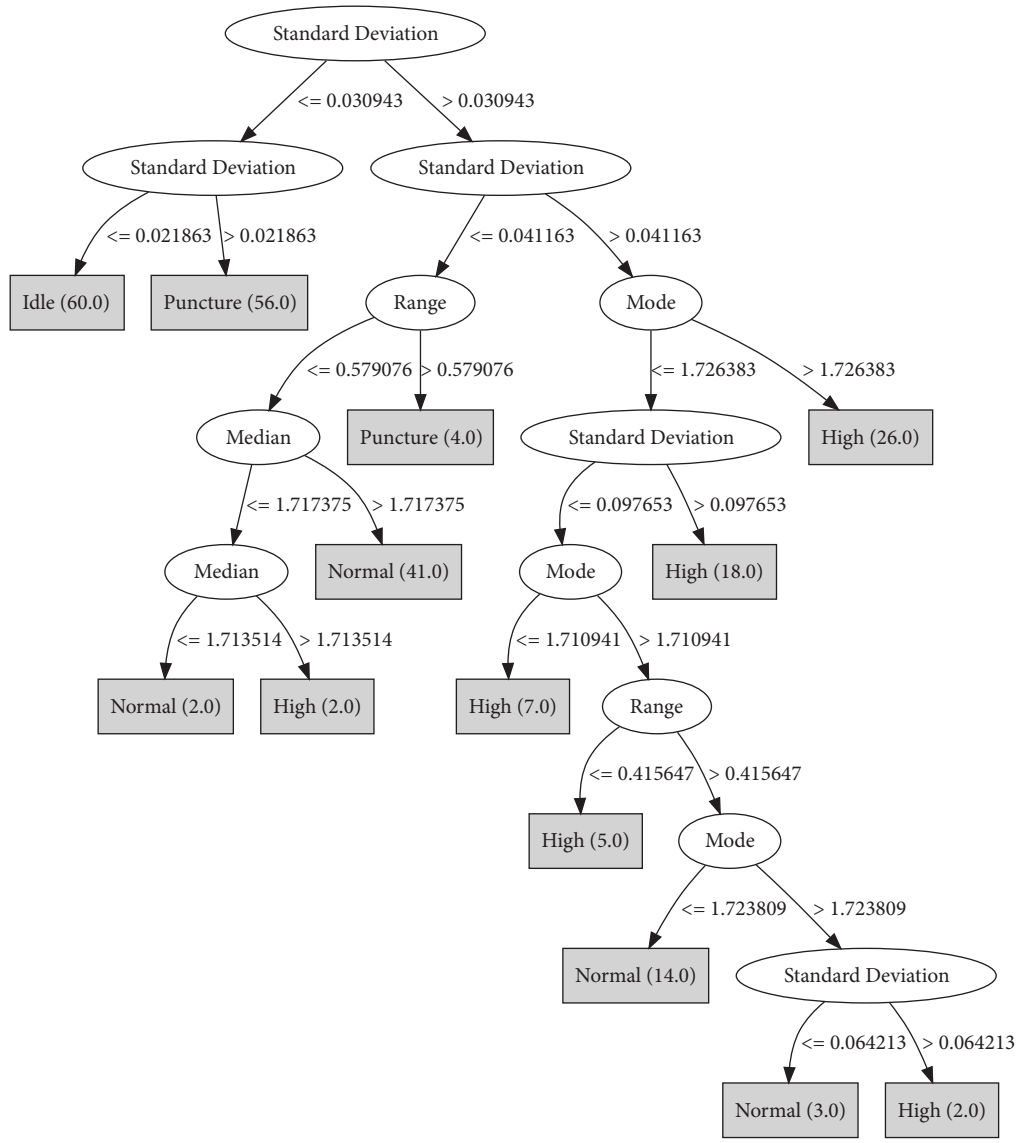 Standard Deviation
<= 0.030943
> 0.030943
Standard Deviation
Standard Deviation
<= 0.021863
> 0.021863
<= 0.041163
> 0.041163
Idle (60.0)
Puncture (56.0)
Range
Mode
<= 0.579076
> 0.579076
<= 1.726383
> 1.726383
Median
Puncture (4.0)
Standard Deviation
High (26.0)
<= 1.717375
> 1.717375
<= 0.097653
> 0.097653
Median
Normal (41.0)
Mode
High (18.0)
<= 1.713514
> 1.713514
<= 1.710941
> 1.710941
Normal (2.0)
High (2.0)
High (7.0)
Range
<= 0.415647
> 0.415647
High (5.0)
Mode
<= 1.723809
> 1.723809
Normal (14.0)
Standard Deviation
<= 0.064213
> 0.064213
Normal (3.0)
High (2.0)